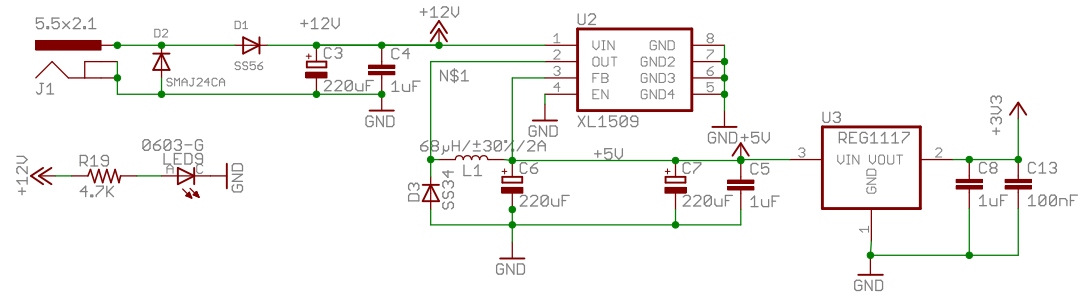 5.5x2.1
J1
D2
SMAJ24CA
D1
SS56
+12V
C3
220uF
C4
1uF
GND
+12V
N$1
U2
1 VIN GND 8
2 OUT GND2 7
3 FB GND3 6
4 EN GND4 5
XL1509
GND
GND
68µH/±30%/2A
L1
D3
SS34
C6
220uF
+5V
C7
220uF
+5V
C5
1uF
GND
U3
REG1117
3 VIN VOUT 2
GND
1
GND
+3V3
C8
1uF
C13
100nF
+12V
R19
4.7K
0603-G
LED9
A C
GND